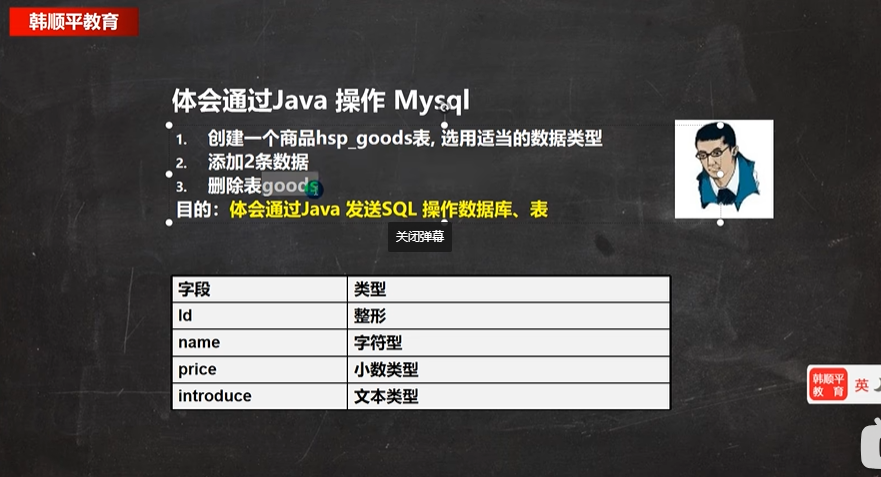 韩顺平教育
体会通过Java 操作 Mysql
1. 创建一个商品hsp_goods表, 选用适当的数据类型
2. 添加2条数据
3. 删除表goods
目的：体会通过Java 发送SQL 操作数据库、表
关闭弹幕
字段 类型
Id 整形
name 字符型
price 小数类型
introduce 文本类型
韩顺平
教 育
英